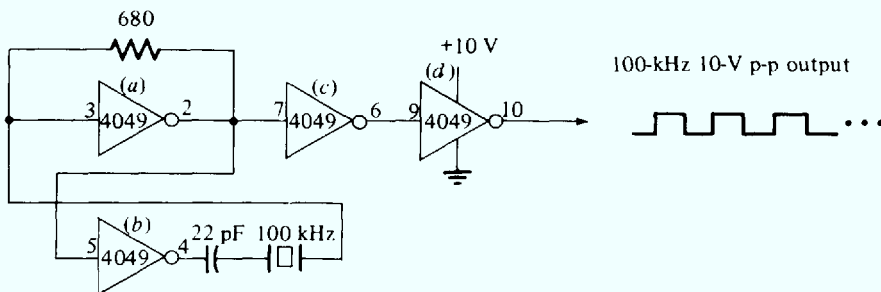 680
+10 V
(a)
(c)
(d)
100-kHz 10-V p-p output
3 4049 2
7 4049 6
9 4049 10
(b)
5 4049 4
22 pF
100 kHz